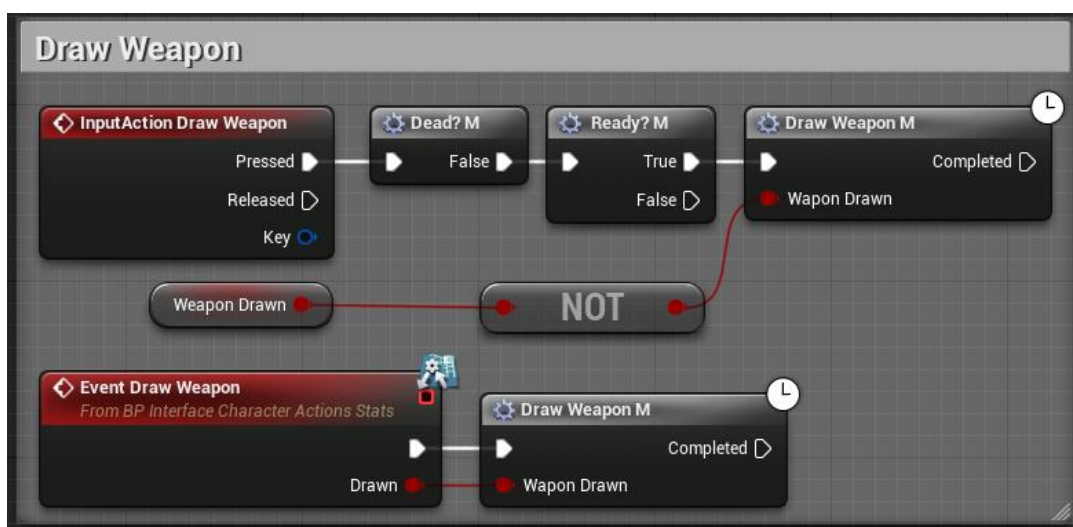 Draw Weapon
InputAction Draw Weapon
Pressed
Released
Key
Dead? M
False
Ready? M
True
False
Draw Weapon M
Completed
Wapon Drawn
Weapon Drawn
NOT
Event Draw Weapon
From BP Interface Character Actions Stats
Drawn
Draw Weapon M
Completed
Wapon Drawn